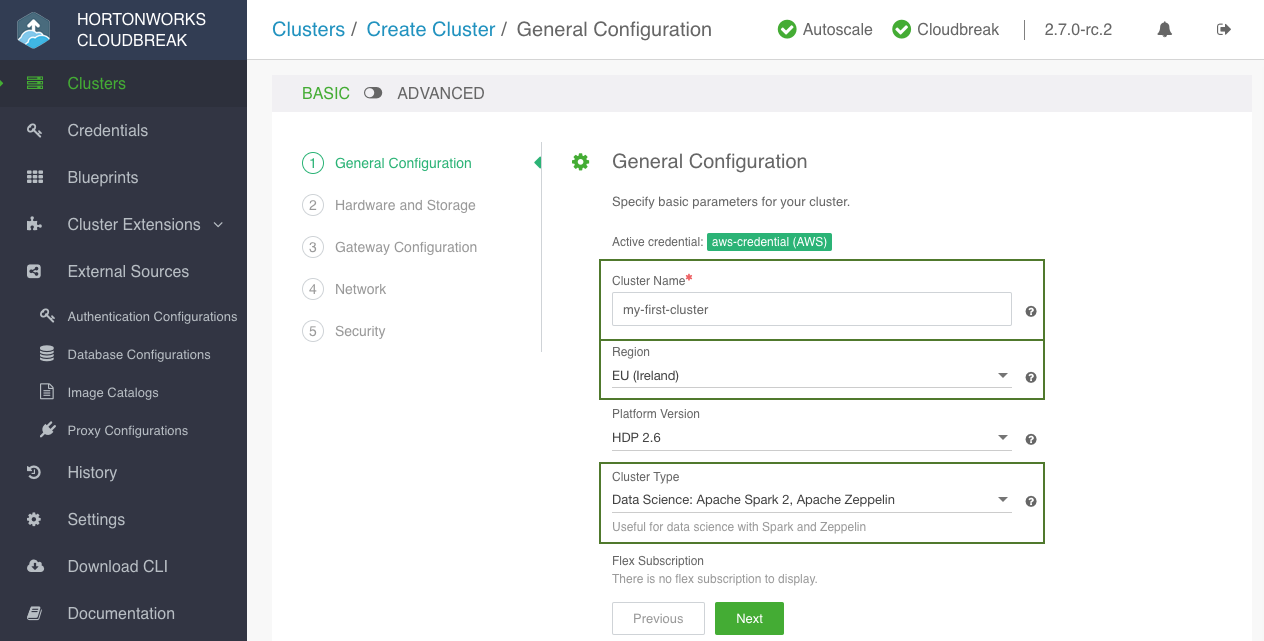 HORTONWORKS
CLOUDBREAK
Clusters
Credentials
Blueprints
Cluster Extensions
External Sources
Authentication Configurations
Database Configurations
Image Catalogs
Proxy Configurations
History
Settings
Download CLI
Documentation
Clusters / Create Cluster / General Configuration
Autoscale
Cloudbreak
2.7.0-rc.2
BASIC ADVANCED
1 General Configuration
2 Hardware and Storage
3 Gateway Configuration
4 Network
5 Security
General Configuration
Specify basic parameters for your cluster.
Active credential: aws-credential (AWS)
Cluster Name*
my-first-cluster
Region
EU (Ireland)
Platform Version
HDP 2.6
Cluster Type
Data Science: Apache Spark 2, Apache Zeppelin
Useful for data science with Spark and Zeppelin
Flex Subscription
There is no flex subscription to display.
Previous Next